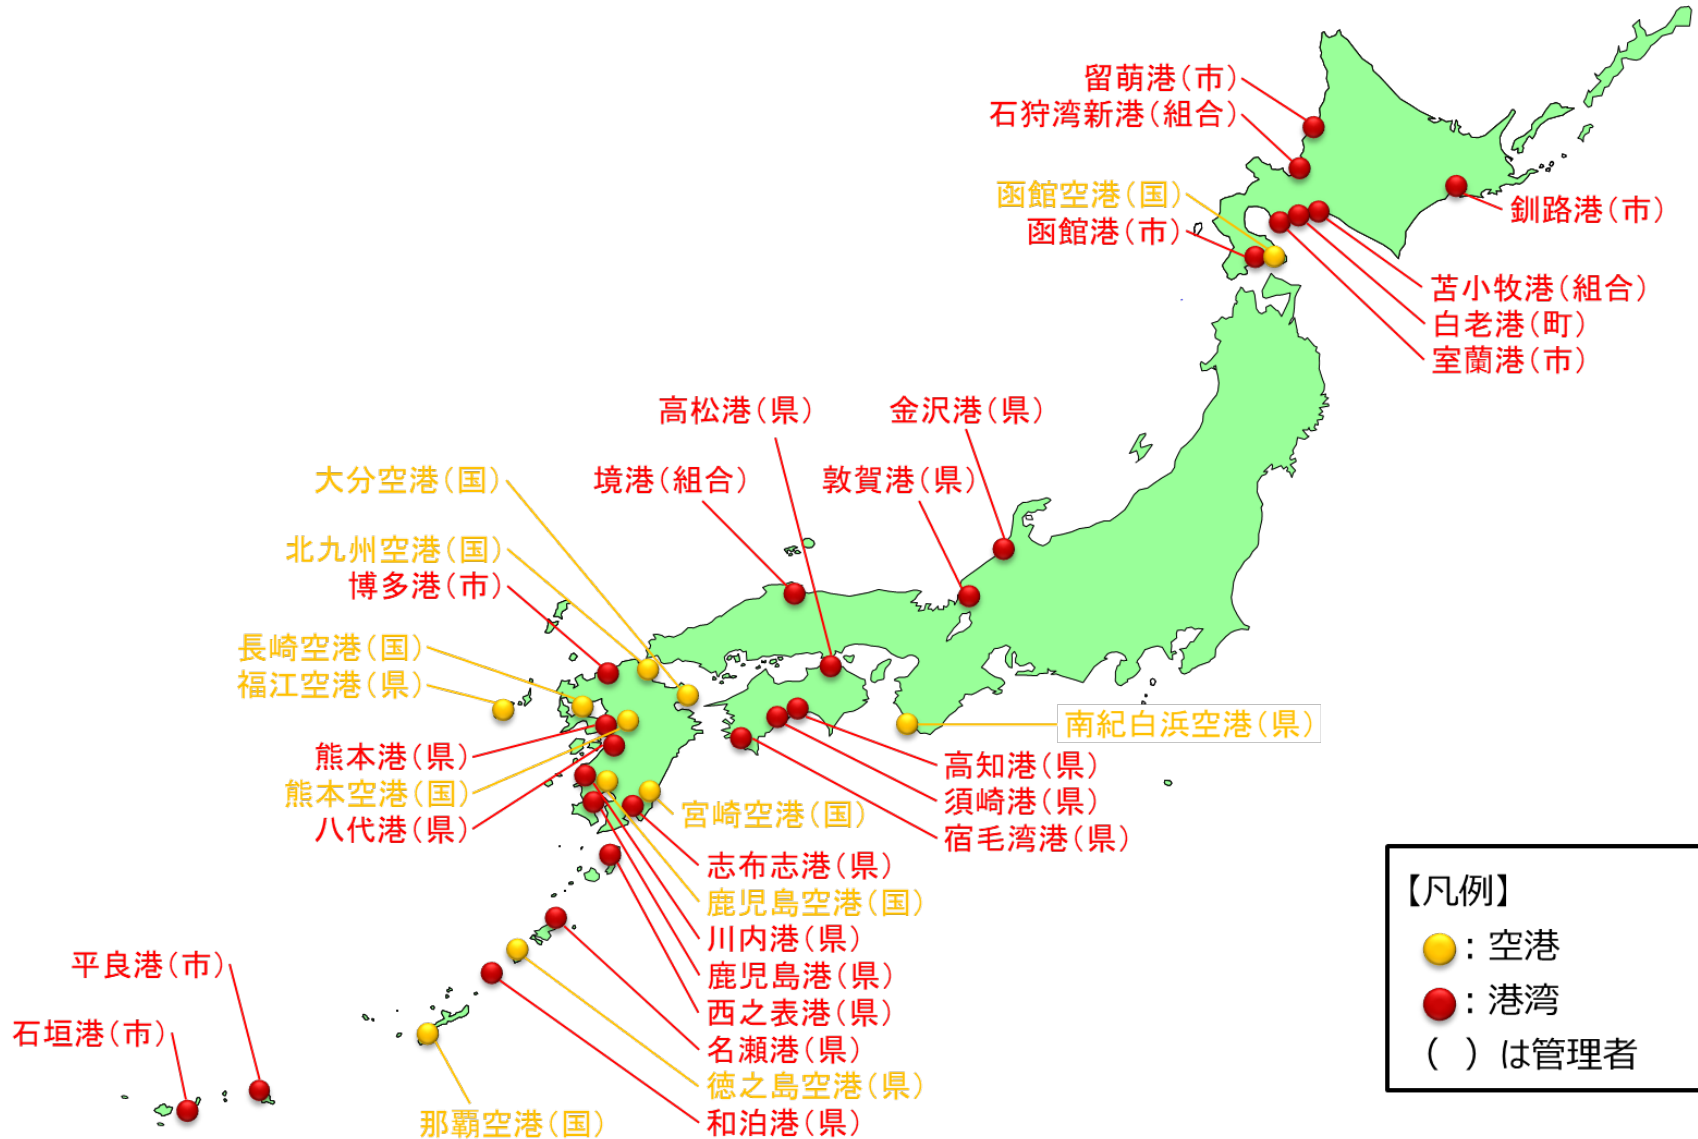 留萌港(市)
石狩湾新港(組合)
函館空港(国)
函館港(市)
釧路港(市)
苫小牧港(組合)
白老港(町)
室蘭港(市)
高松港(県)
金沢港(県)
大分空港(国)
境港(組合)
敦賀港(県)
北九州空港(国)
博多港(市)
長崎空港(国)
福江空港(県)
南紀白浜空港(県)
熊本港(県)
熊本空港(国)
八代港(県)
高知港(県)
須崎港(県)
宿毛湾港(県)
宮崎空港(国)
志布志港(県)
鹿児島空港(国)
川内港(県)
鹿児島港(県)
西之表港(県)
名瀬港(県)
徳之島空港(県)
和泊港(県)
平良港(市)
石垣港(市)
那覇空港(国)
【凡例】
:空港
:港湾
( )は管理者